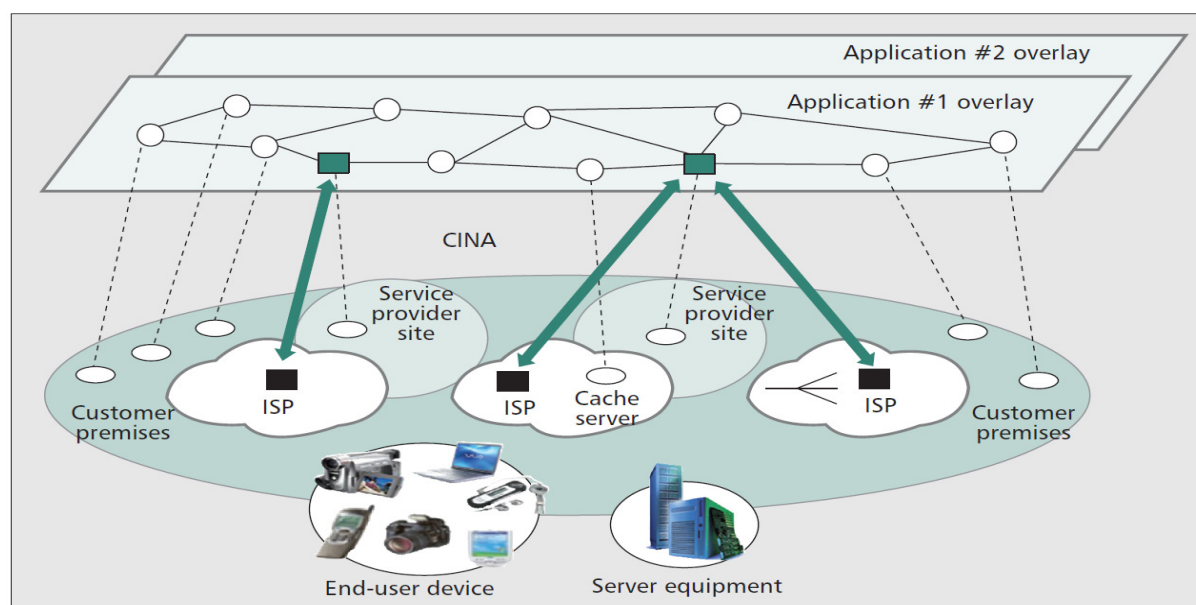 Application #2 overlay
Application #1 overlay
CINA
Service
provider
site
Service
provider
site
ISP
ISP
Cache
server
ISP
Customer
premises
Customer
premises
End-user device
Server equipment